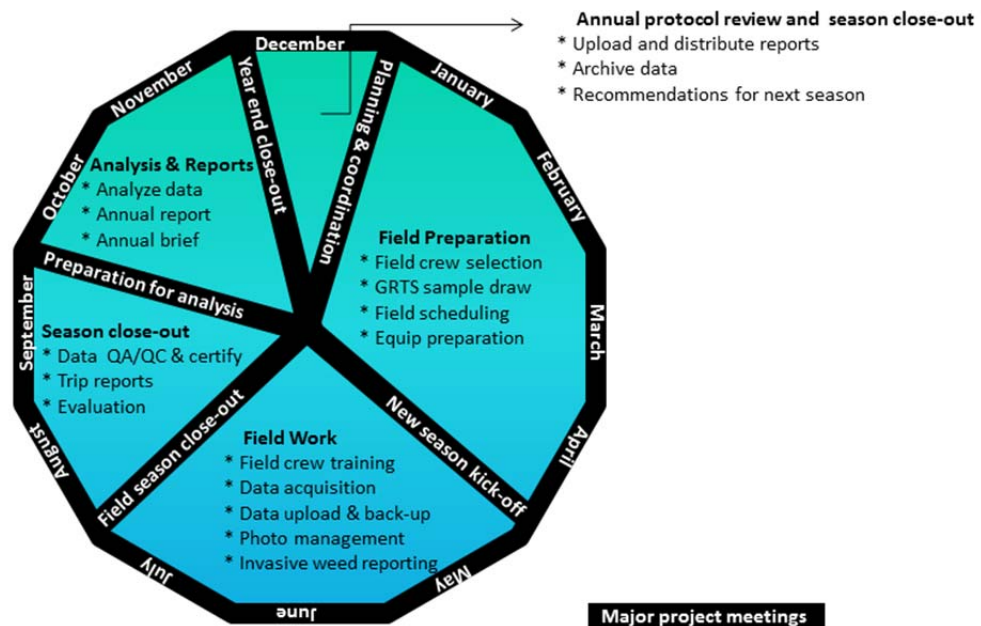 Annual protocol review and season close-out
* Upload and distribute reports
* Archive data
* Recommendations for next season
December
January
February
March
April
May
June
July
August
September
October
November
Year end close-out
Planning & coordination
Analysis & Reports
* Analyze data
* Annual report
* Annual brief
Field Preparation
* Field crew selection
* GRTS sample draw
* Field scheduling
* Equip preparation
Preparation for analysis
Season close-out
* Data QA/QC & certify
* Trip reports
* Evaluation
Field season close-out
New season kick-off
Field Work
* Field crew training
* Data acquisition
* Data upload & back-up
* Photo management
* Invasive weed reporting
Major project meetings